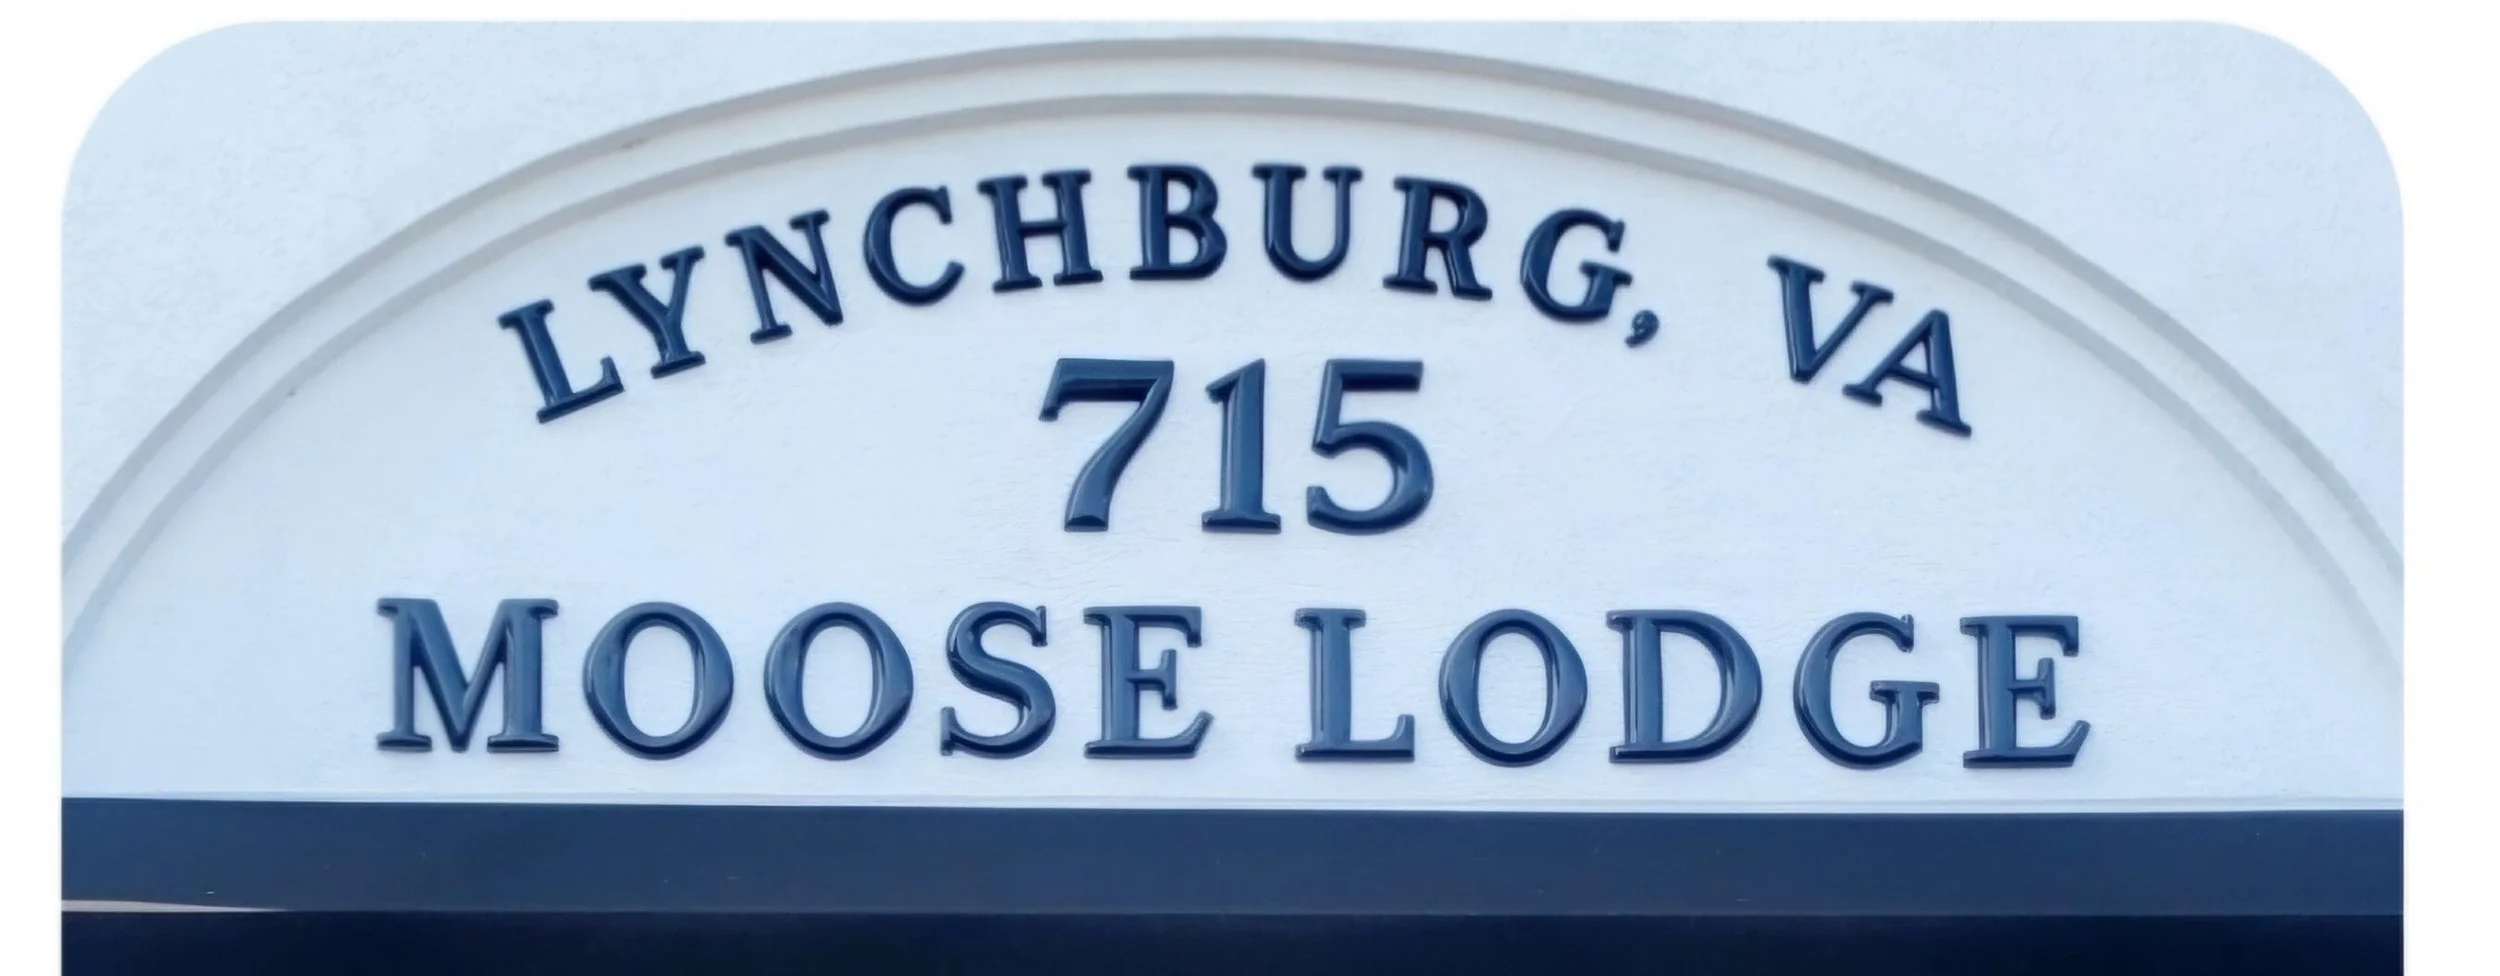 LYNCHBURG, VA
715
MOOSE LODGE